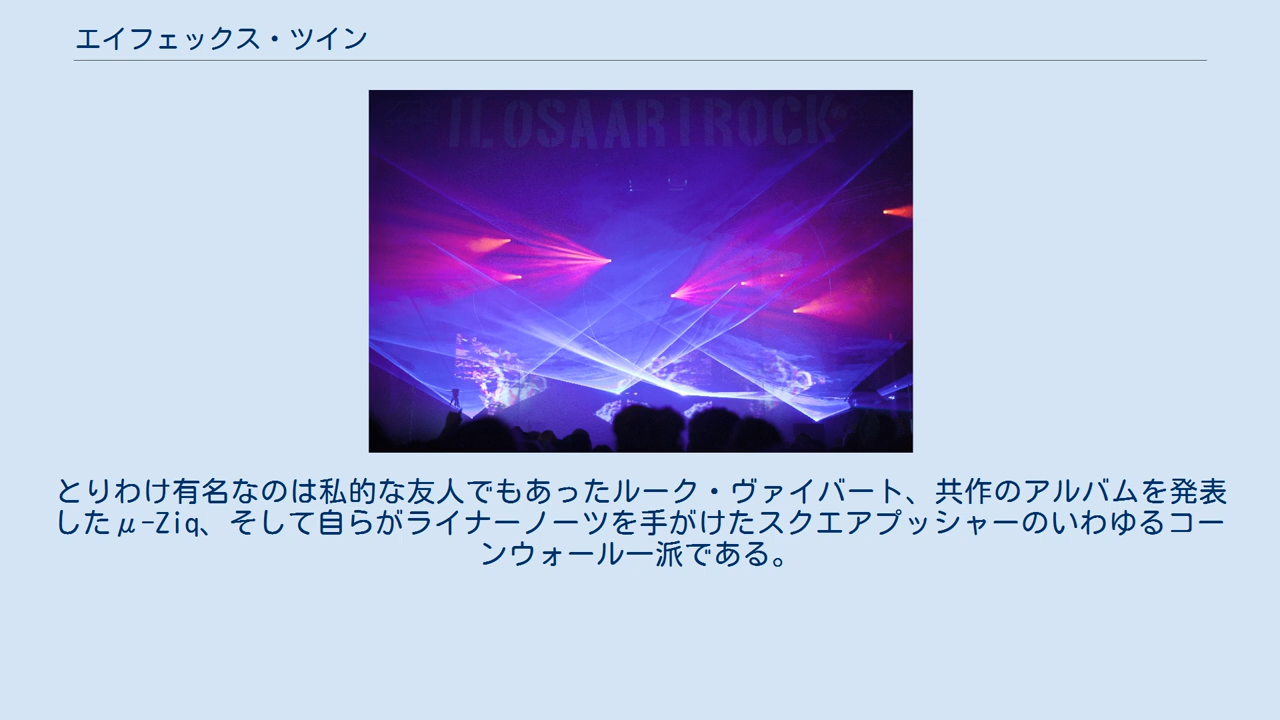 エイフェックス・ツイン
ILOSAARIROCK
とりわけ有名なのは私的な友人でもあったルーク・ヴァイバート、共作のアルバムを発表
したμ-Ziq、そして自らがライナーノーツを手がけたスクエアプッシャーのいわゆるコー
ンウォール一派である。